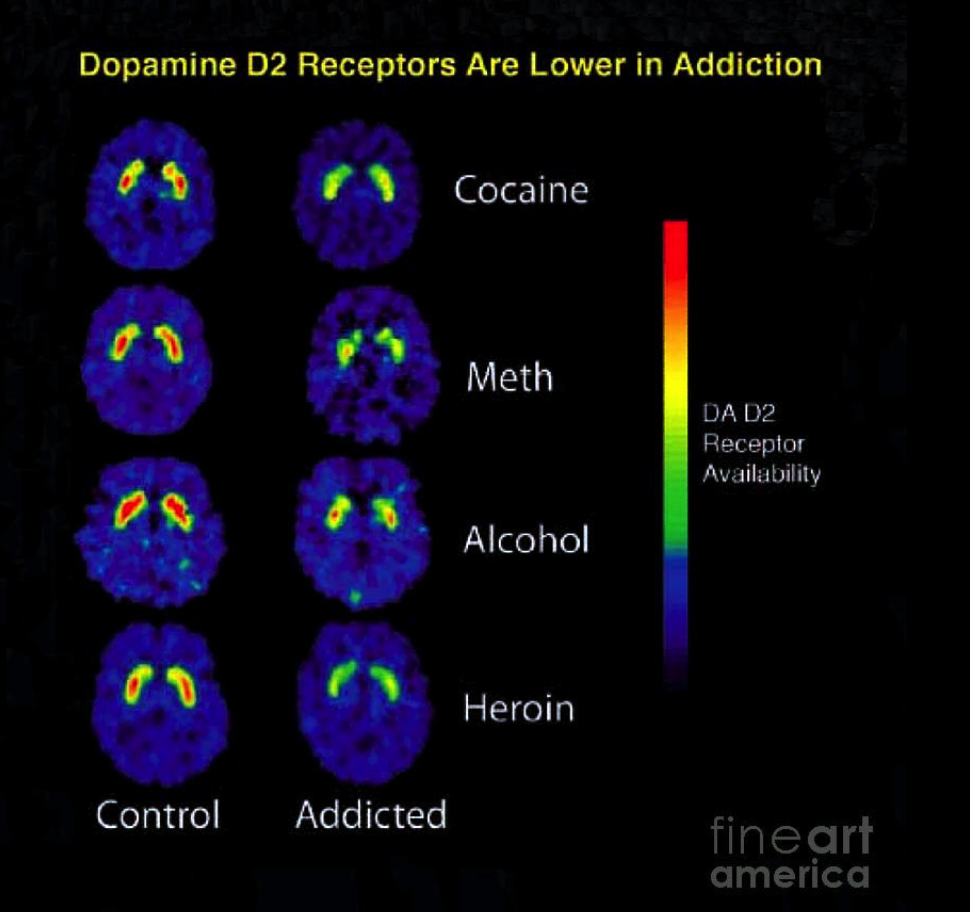 Dopamine D2 Receptors Are Lower in Addiction
Cocaine
Meth
DA D2
Receptor
Availability
Alcohol
Heroin
Control Addicted
fineart
america